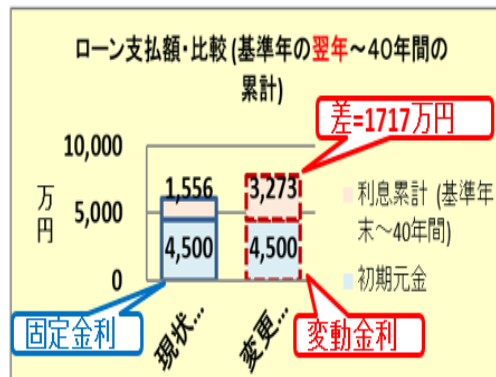 ローン支払額・比較 (基準年の翌年～40年間の
累計)
差=1717万円
10,000
5,000
0
万円
1,556
3,273
4,500
4,500
利息累計 (基準年
末～40年間)
初期元金
現状...
変更...
固定金利
変動金利